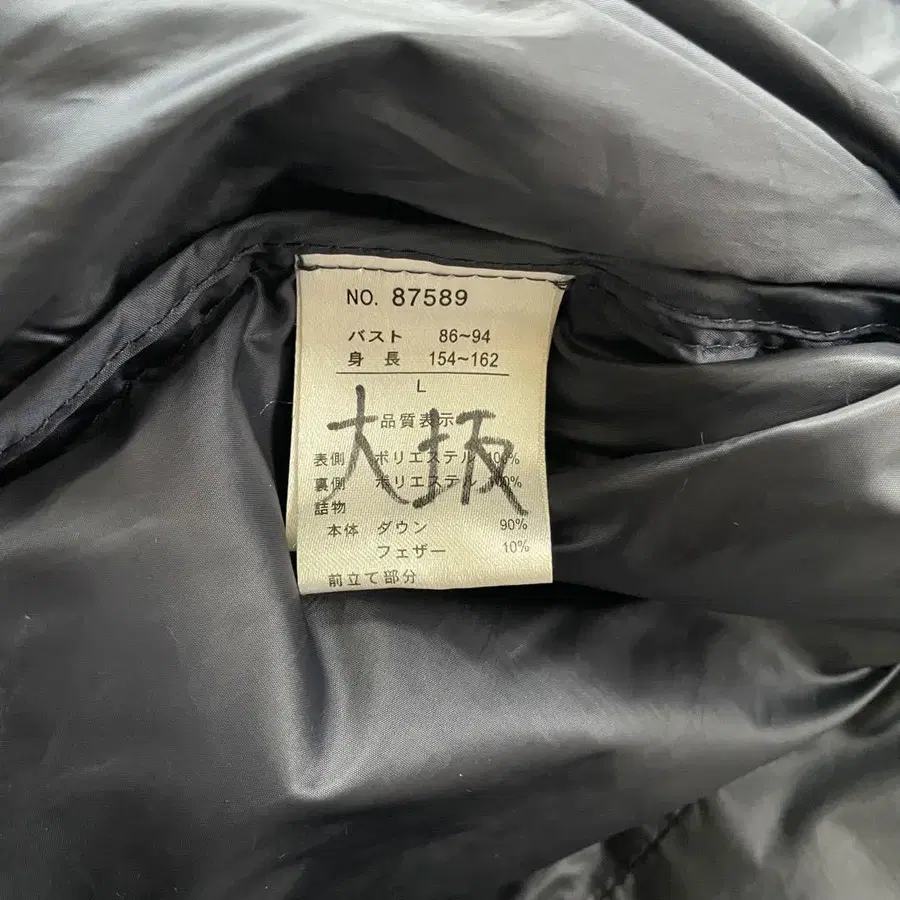 NO. 87589
バスト 86~94
身長 154~162
L
品質表示
大坂
表側 ポリエステル 100%
裏側 ポリエステル 100%
詰物
本体 ダウン 90%
フェザー 10%
前立て部分